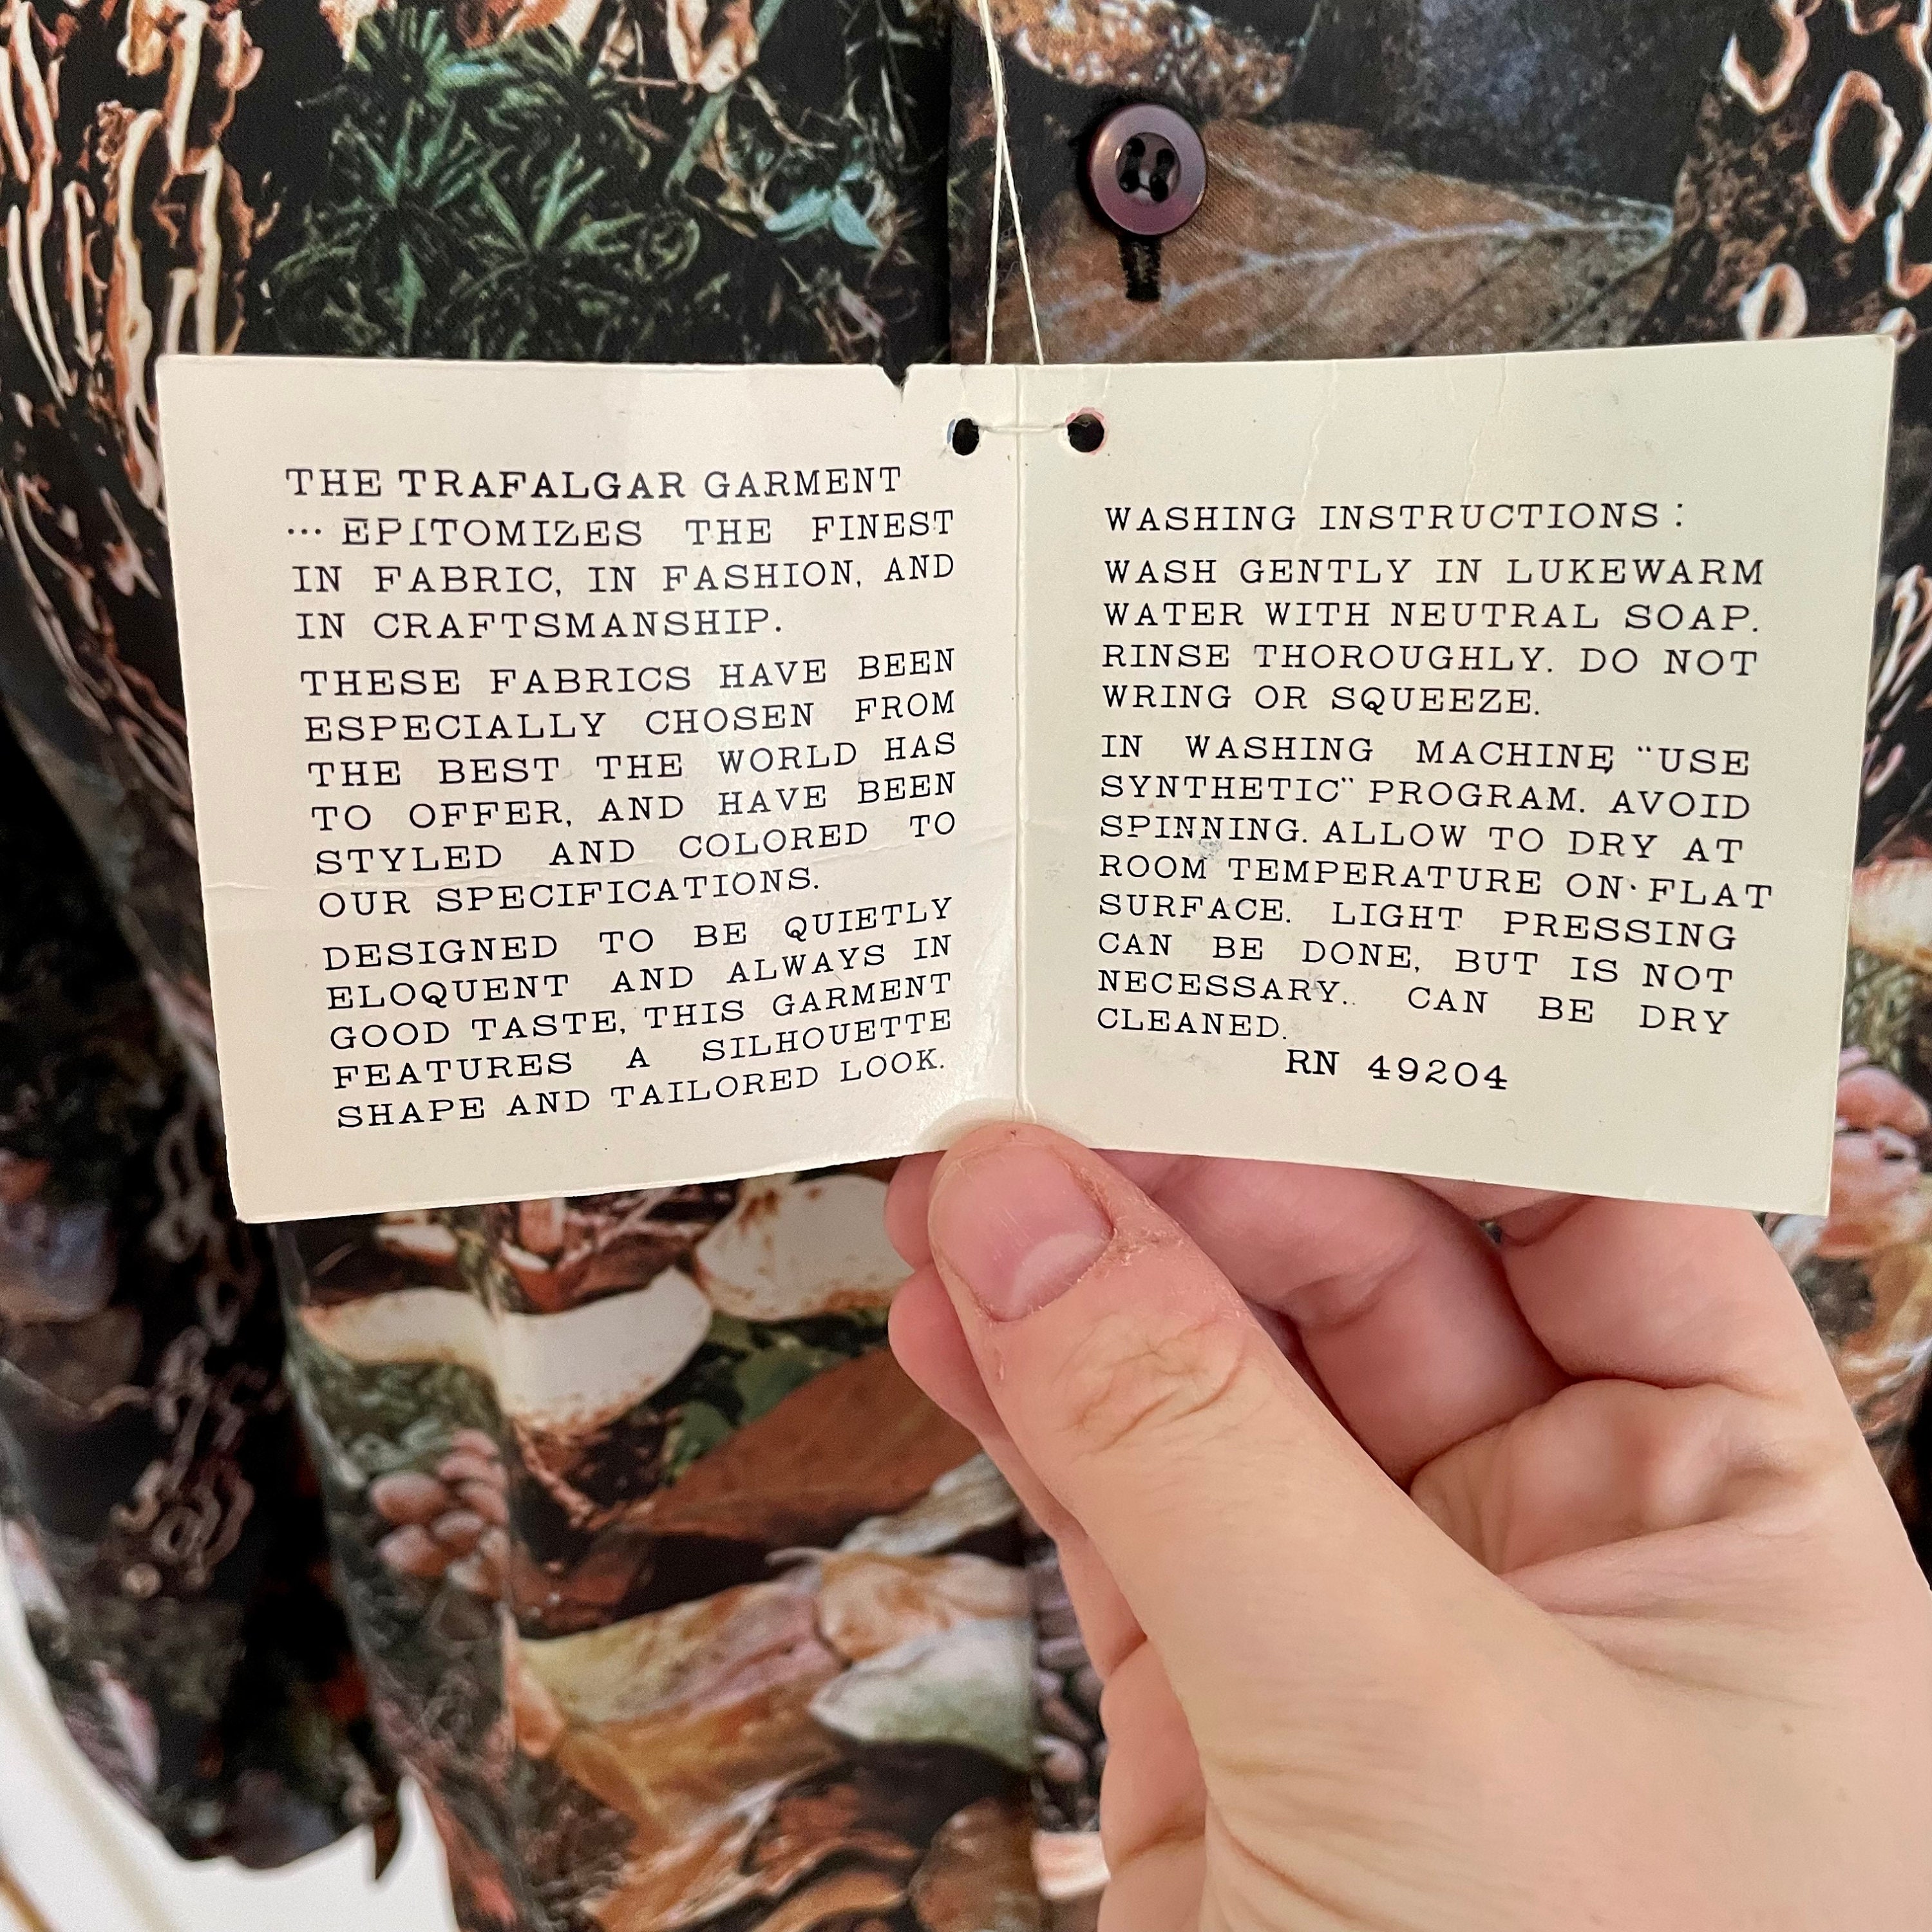 THE TRAFALGAR GARMENT
... EPITOMIZES THE FINEST
IN FABRIC, IN FASHION, AND
IN CRAFTSMANSHIP.
THESE FABRICS HAVE BEEN
ESPECIALLY CHOSEN FROM
THE BEST THE WORLD HAS
TO OFFER, AND HAVE BEEN
STYLED AND COLORED TO
OUR SPECIFICATIONS.
DESIGNED TO BE QUIETLY
ELOQUENT AND ALWAYS IN
GOOD TASTE, THIS GARMENT
FEATURES A SILHOUETTE
SHAPE AND TAILORED LOOK.
WASHING INSTRUCTIONS:
WASH GENTLY IN LUKEWARM
WATER WITH NEUTRAL SOAP.
RINSE THOROUGHLY. DO NOT
WRING OR SQUEEZE.
IN WASHING MACHINE, "USE
SYNTHETIC" PROGRAM. AVOID
SPINNING. ALLOW TO DRY AT
ROOM TEMPERATURE ON FLAT
SURFACE. LIGHT PRESSING
CAN BE DONE, BUT IS NOT
NECESSARY. CAN BE DRY
CLEANED.
RN 49204